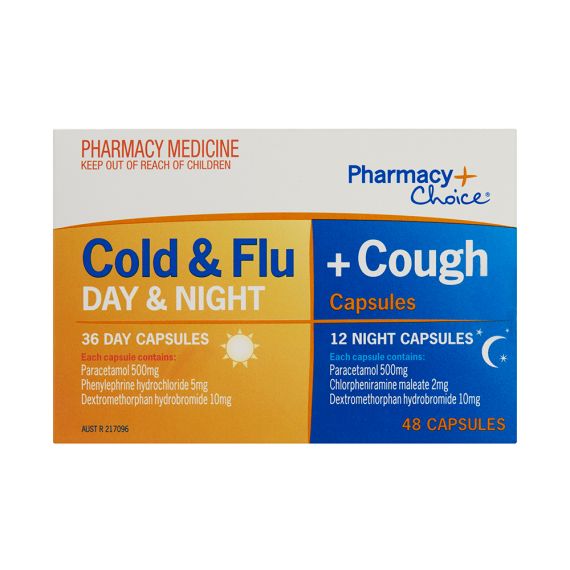 PHARMACY MEDICINE
KEEP OUT OF REACH OF CHILDREN
Pharmacy+
Choice®
Cold & Flu
DAY & NIGHT
+ Cough
Capsules
36 DAY CAPSULES
Each capsule contains:
Paracetamol 500mg
Phenylephrine hydrochloride 5mg
Dextromethorphan hydrobromide 10mg
12 NIGHT CAPSULES
Each capsule contains:
Paracetamol 500mg
Chlorpheniramine maleate 2mg
Dextromethorphan hydrobromide 10mg
AUST R 217096
48 CAPSULES